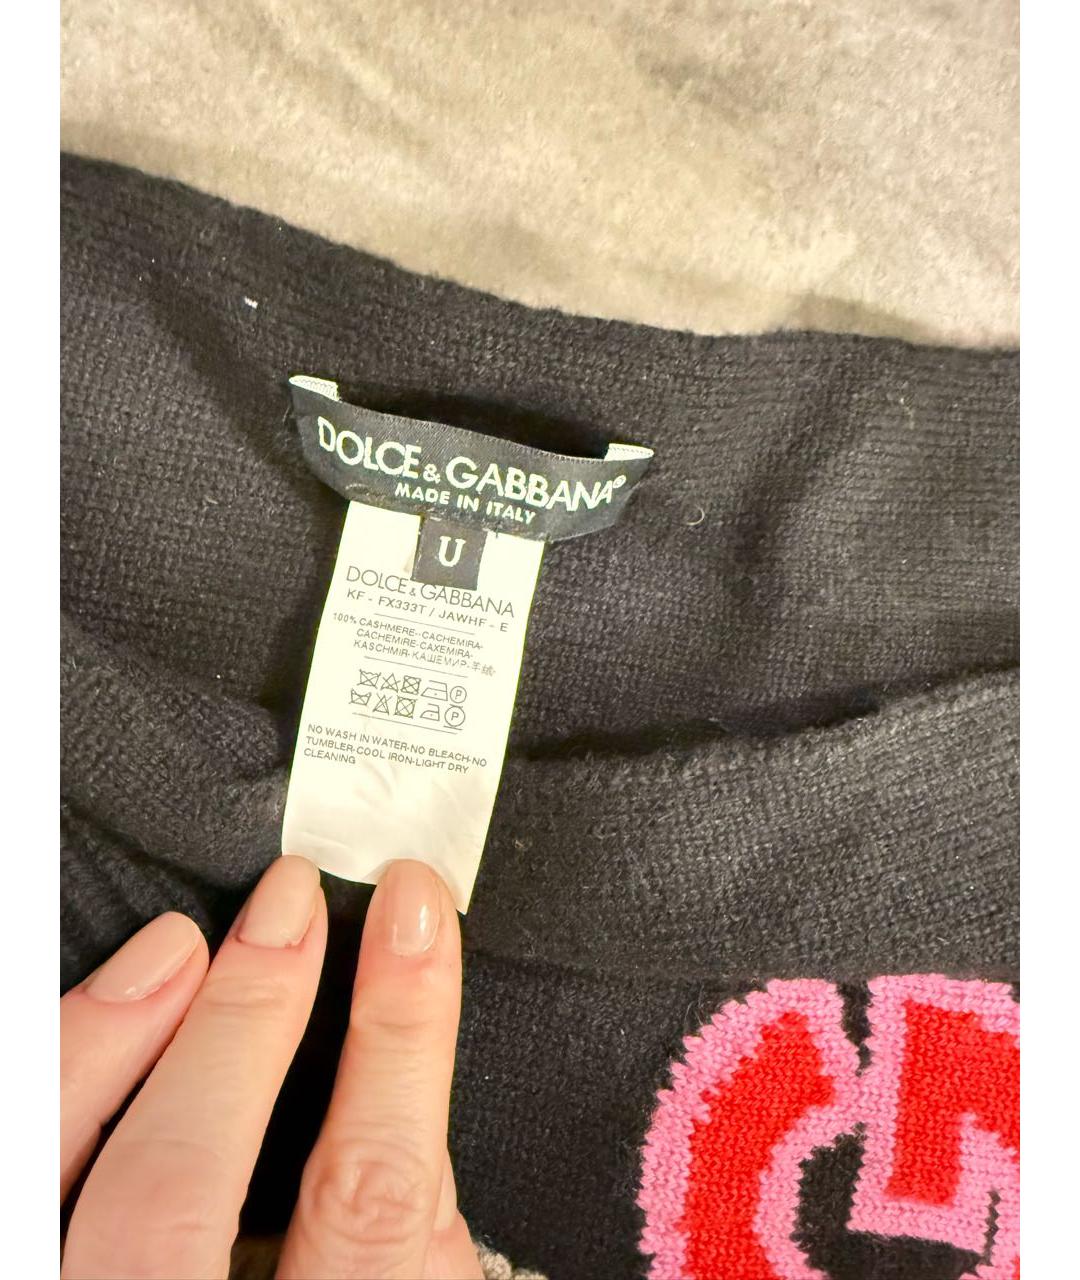 DOLCE & GABBANA®
MADE IN ITALY
U
DOLCE & GABBANA
KF - FX333T / JAWHF - E
100% CASHMERE-CACHEMIRA-
CACHEMIRE-CAXEMIRA-
KASCHMIR-КАШЕМИР-羊绒-
P
P
NO WASH IN WATER-NO BLEACH-NO
TUMBLER-COOL IRON-LIGHT DRY
CLEANING